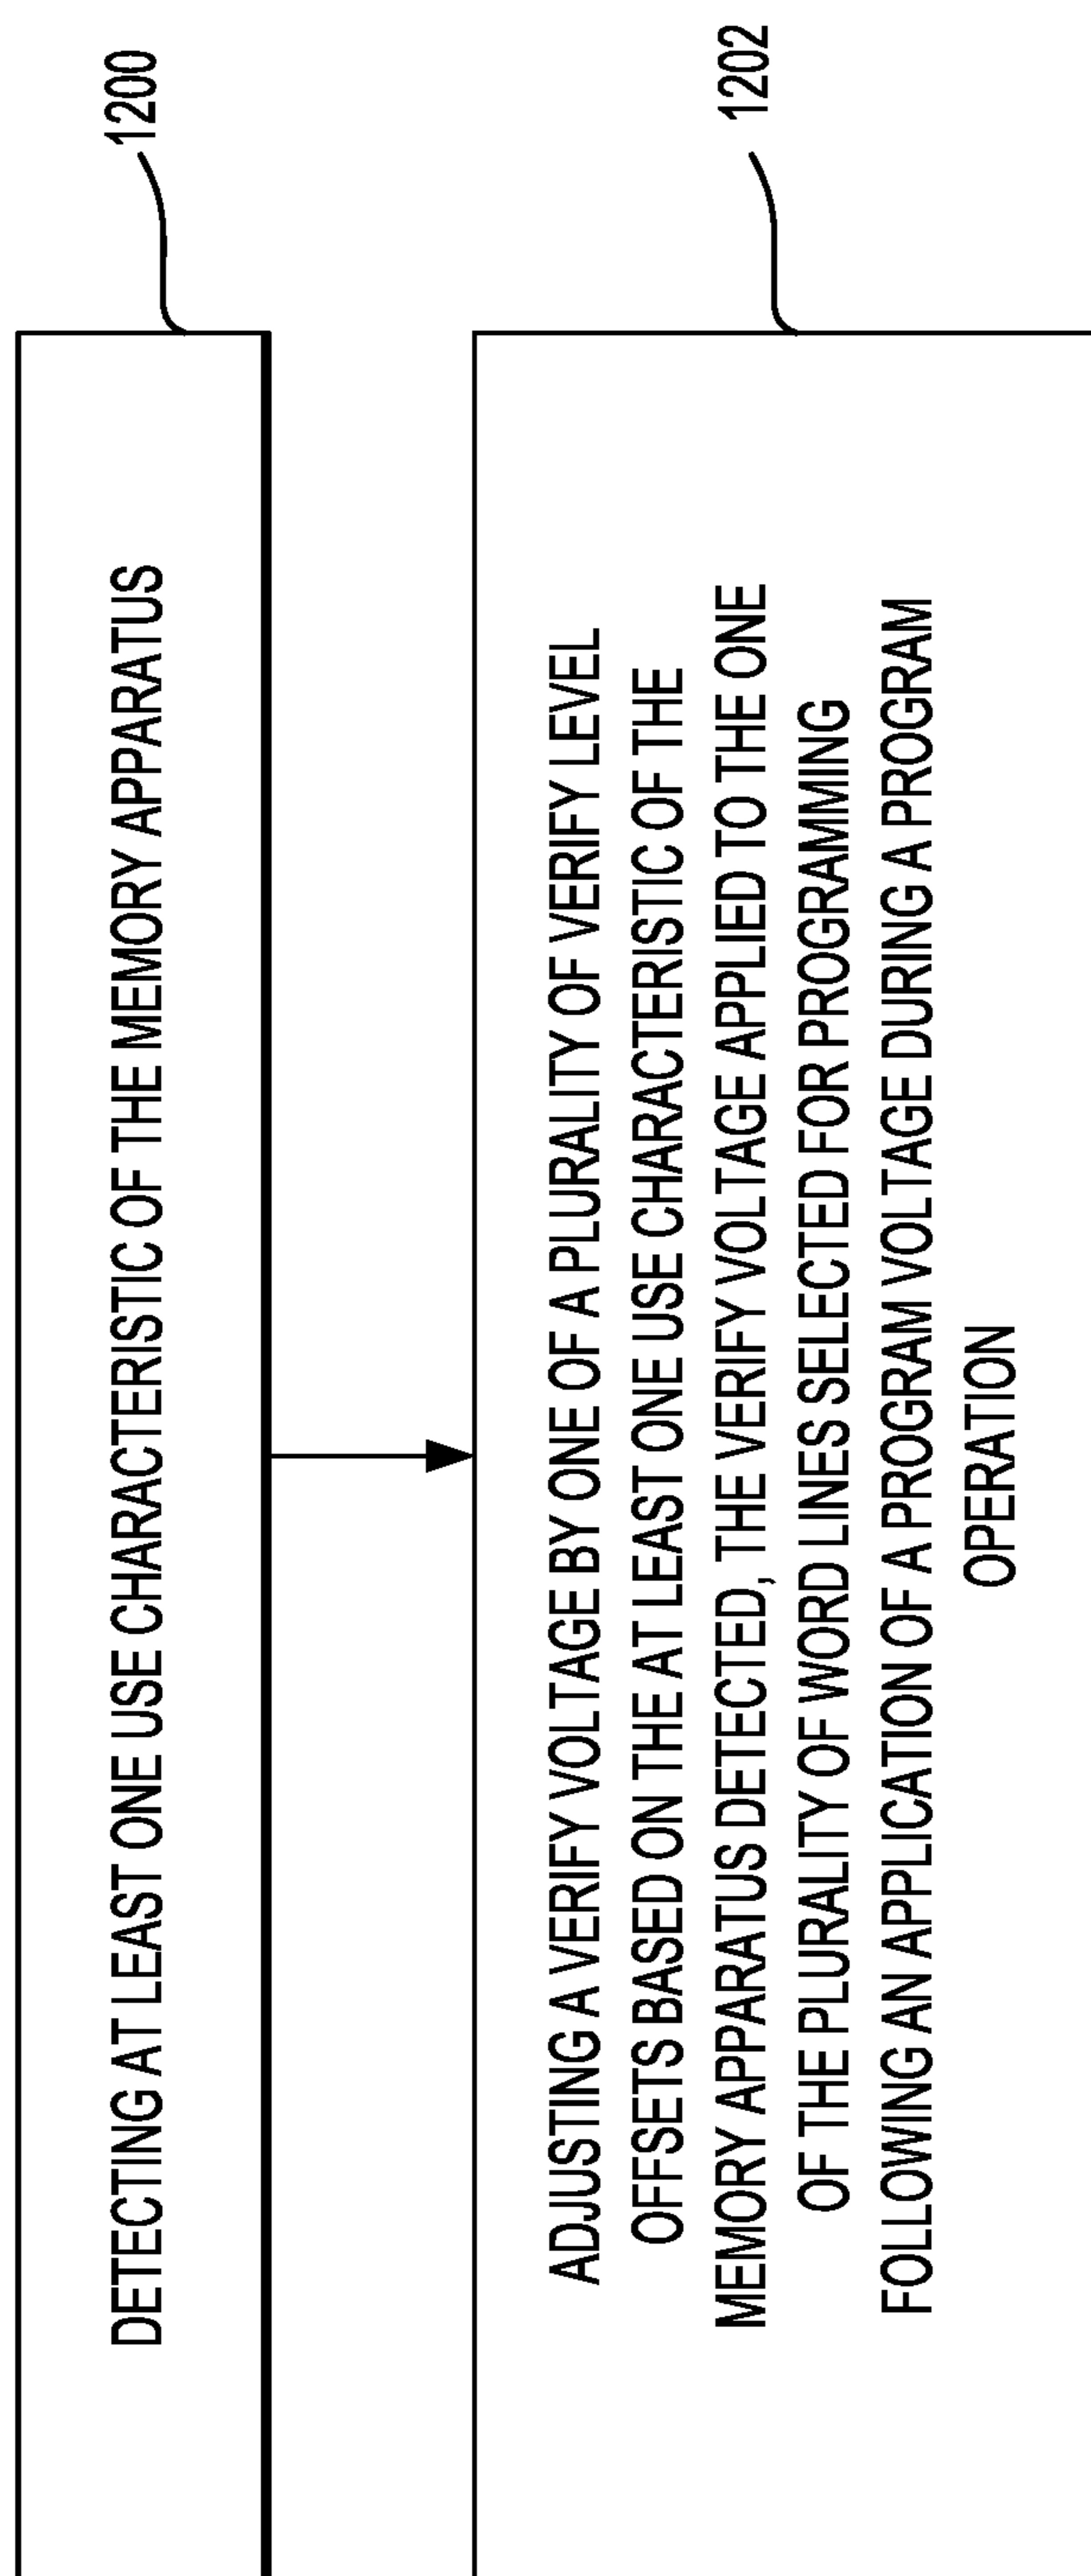 DETECTING AT LEAST ONE USE CHARACTERISTIC OF THE MEMORY APPARATUS
1200
ADJUSTING A VERIFY VOLTAGE BY ONE OF A PLURALITY OF VERIFY LEVEL
OFFSETS BASED ON THE AT LEAST ONE USE CHARACTERISTIC OF THE
MEMORY APPARATUS DETECTED, THE VERIFY VOLTAGE APPLIED TO THE ONE
OF THE PLURALITY OF WORD LINES SELECTED FOR PROGRAMMING
FOLLOWING AN APPLICATION OF A PROGRAM VOLTAGE DURING A PROGRAM
OPERATION
1202